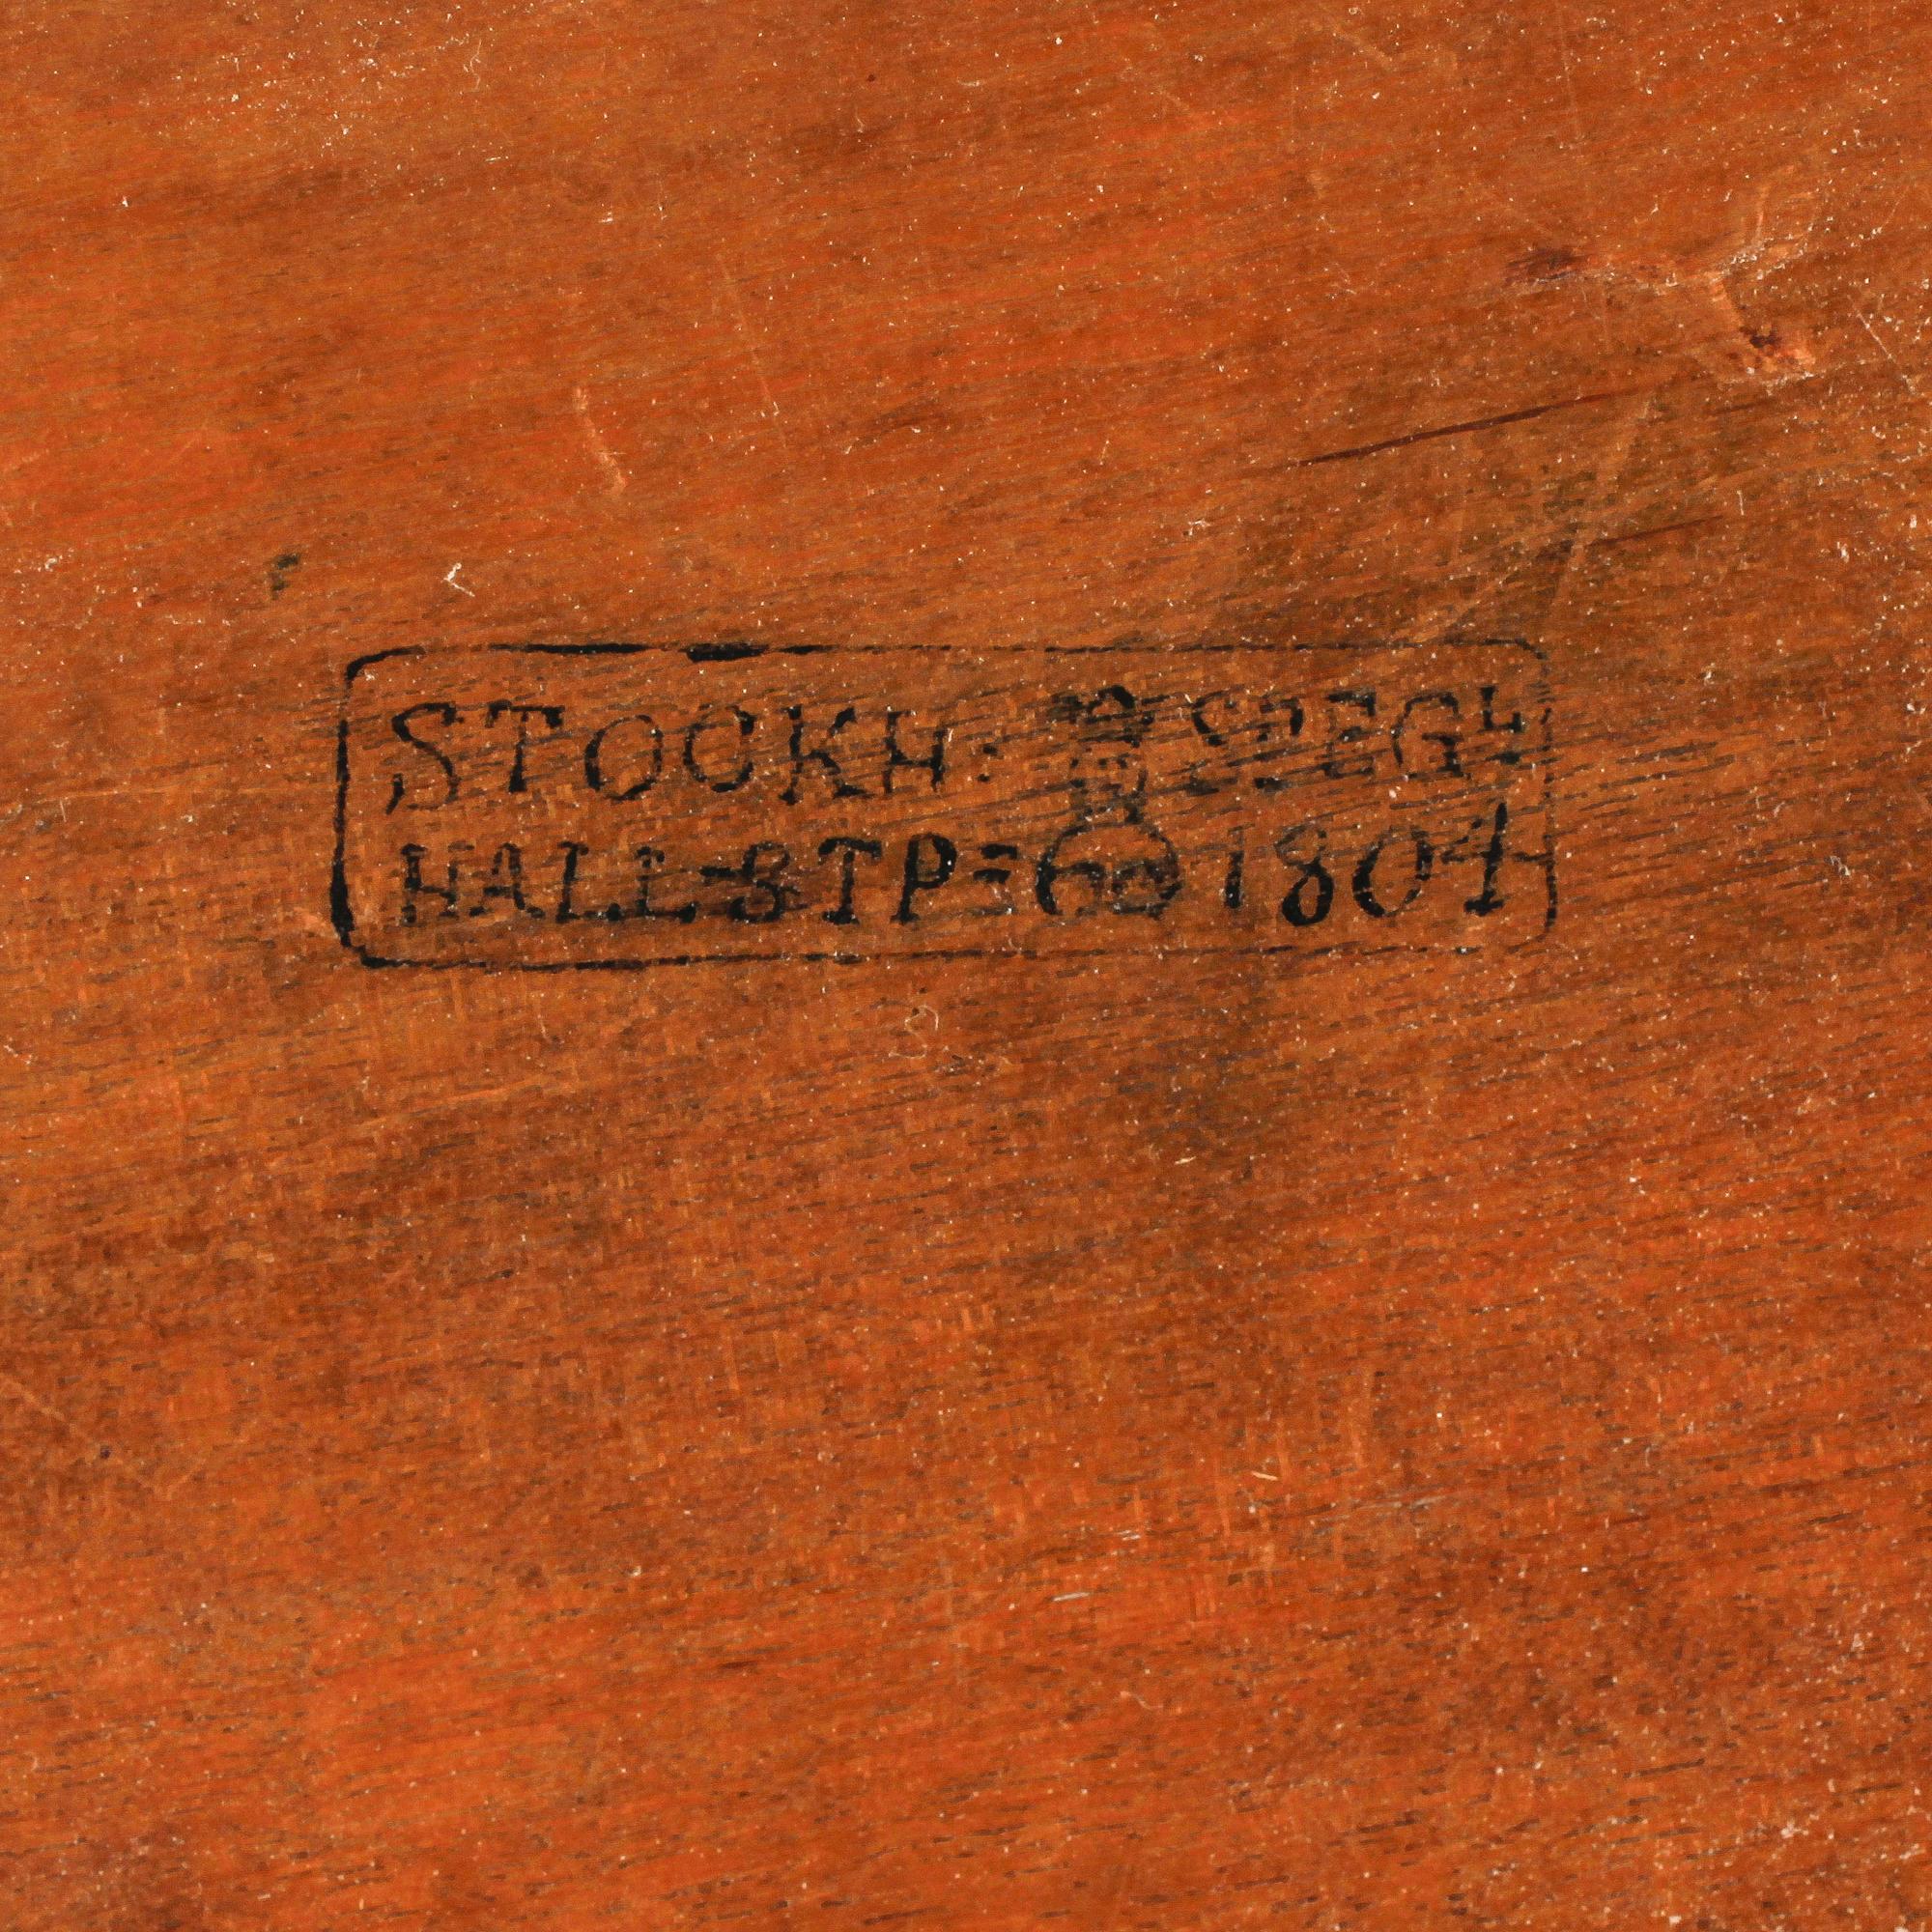 STOCKH: SPEGL
HALL-STP= 1804